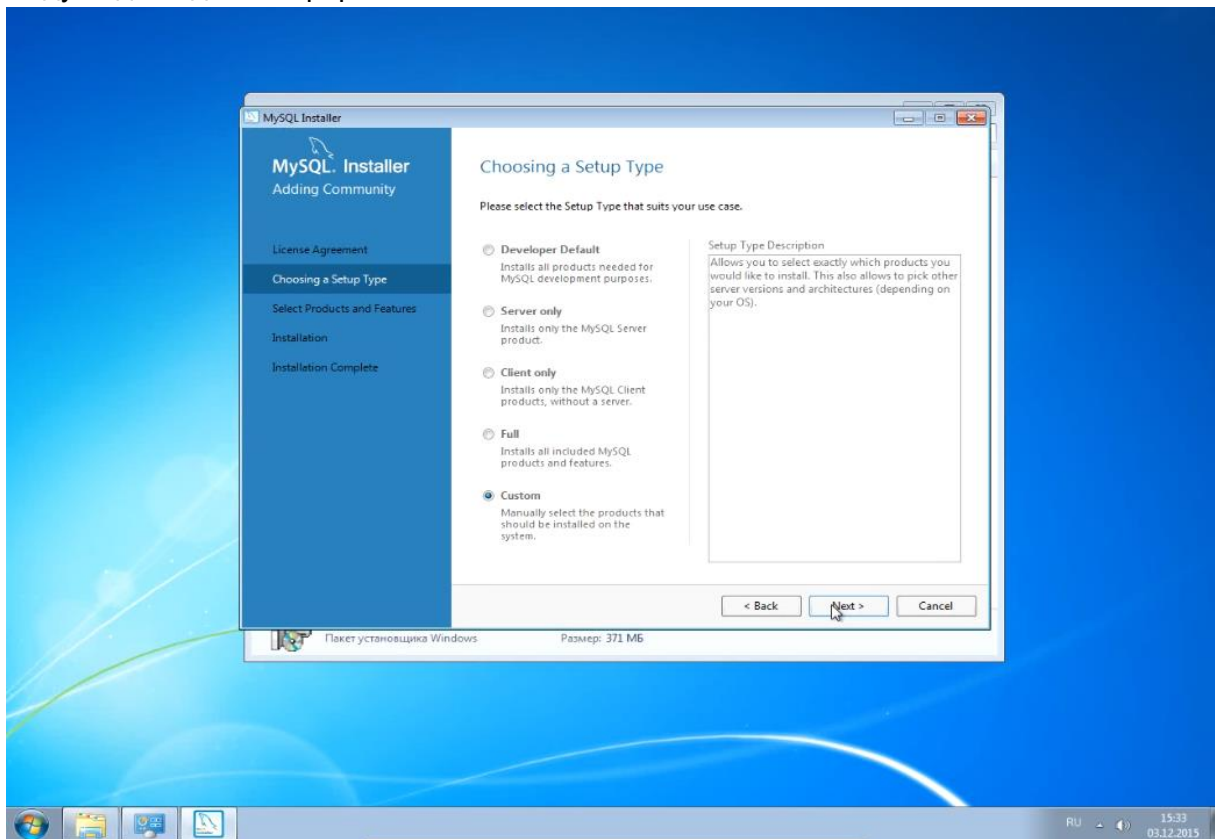 MySQL Installer
MySQL. Installer
Adding Community
License Agreement
Choosing a Setup Type
Select Products and Features
Installation
Installation Complete
Choosing a Setup Type
Please select the Setup Type that suits your use case.
Developer Default
Installs all products needed for
MySQL development purposes.
Server only
Installs only the MySQL Server
product.
Client only
Installs only the MySQL Client
products, without a server.
Full
Installs all included MySQL
products and features.
Custom
Manually select the products that
should be installed on the
system.
Setup Type Description
Allows you to select exactly which products you
would like to install. This also allows to pick other
server versions and architectures (depending on
your OS).
< Back
Next >
Cancel
Пакет установщика Windows
Размер: 371 МБ
RU
15:33
03.12.2015